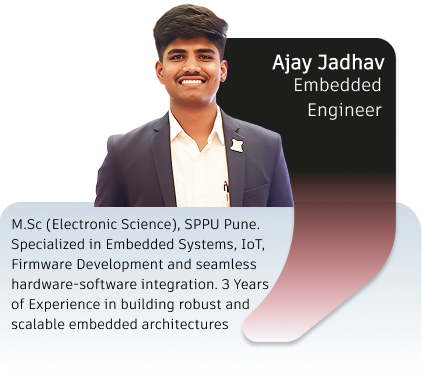 Ajay Jadhav
Embedded
Engineer
M.Sc (Electronic Science), SPPU Pune.
Specialized in Embedded Systems, IoT,
Firmware Development and seamless
hardware-software integration. 3 Years
of Experience in building robust and
scalable embedded architectures